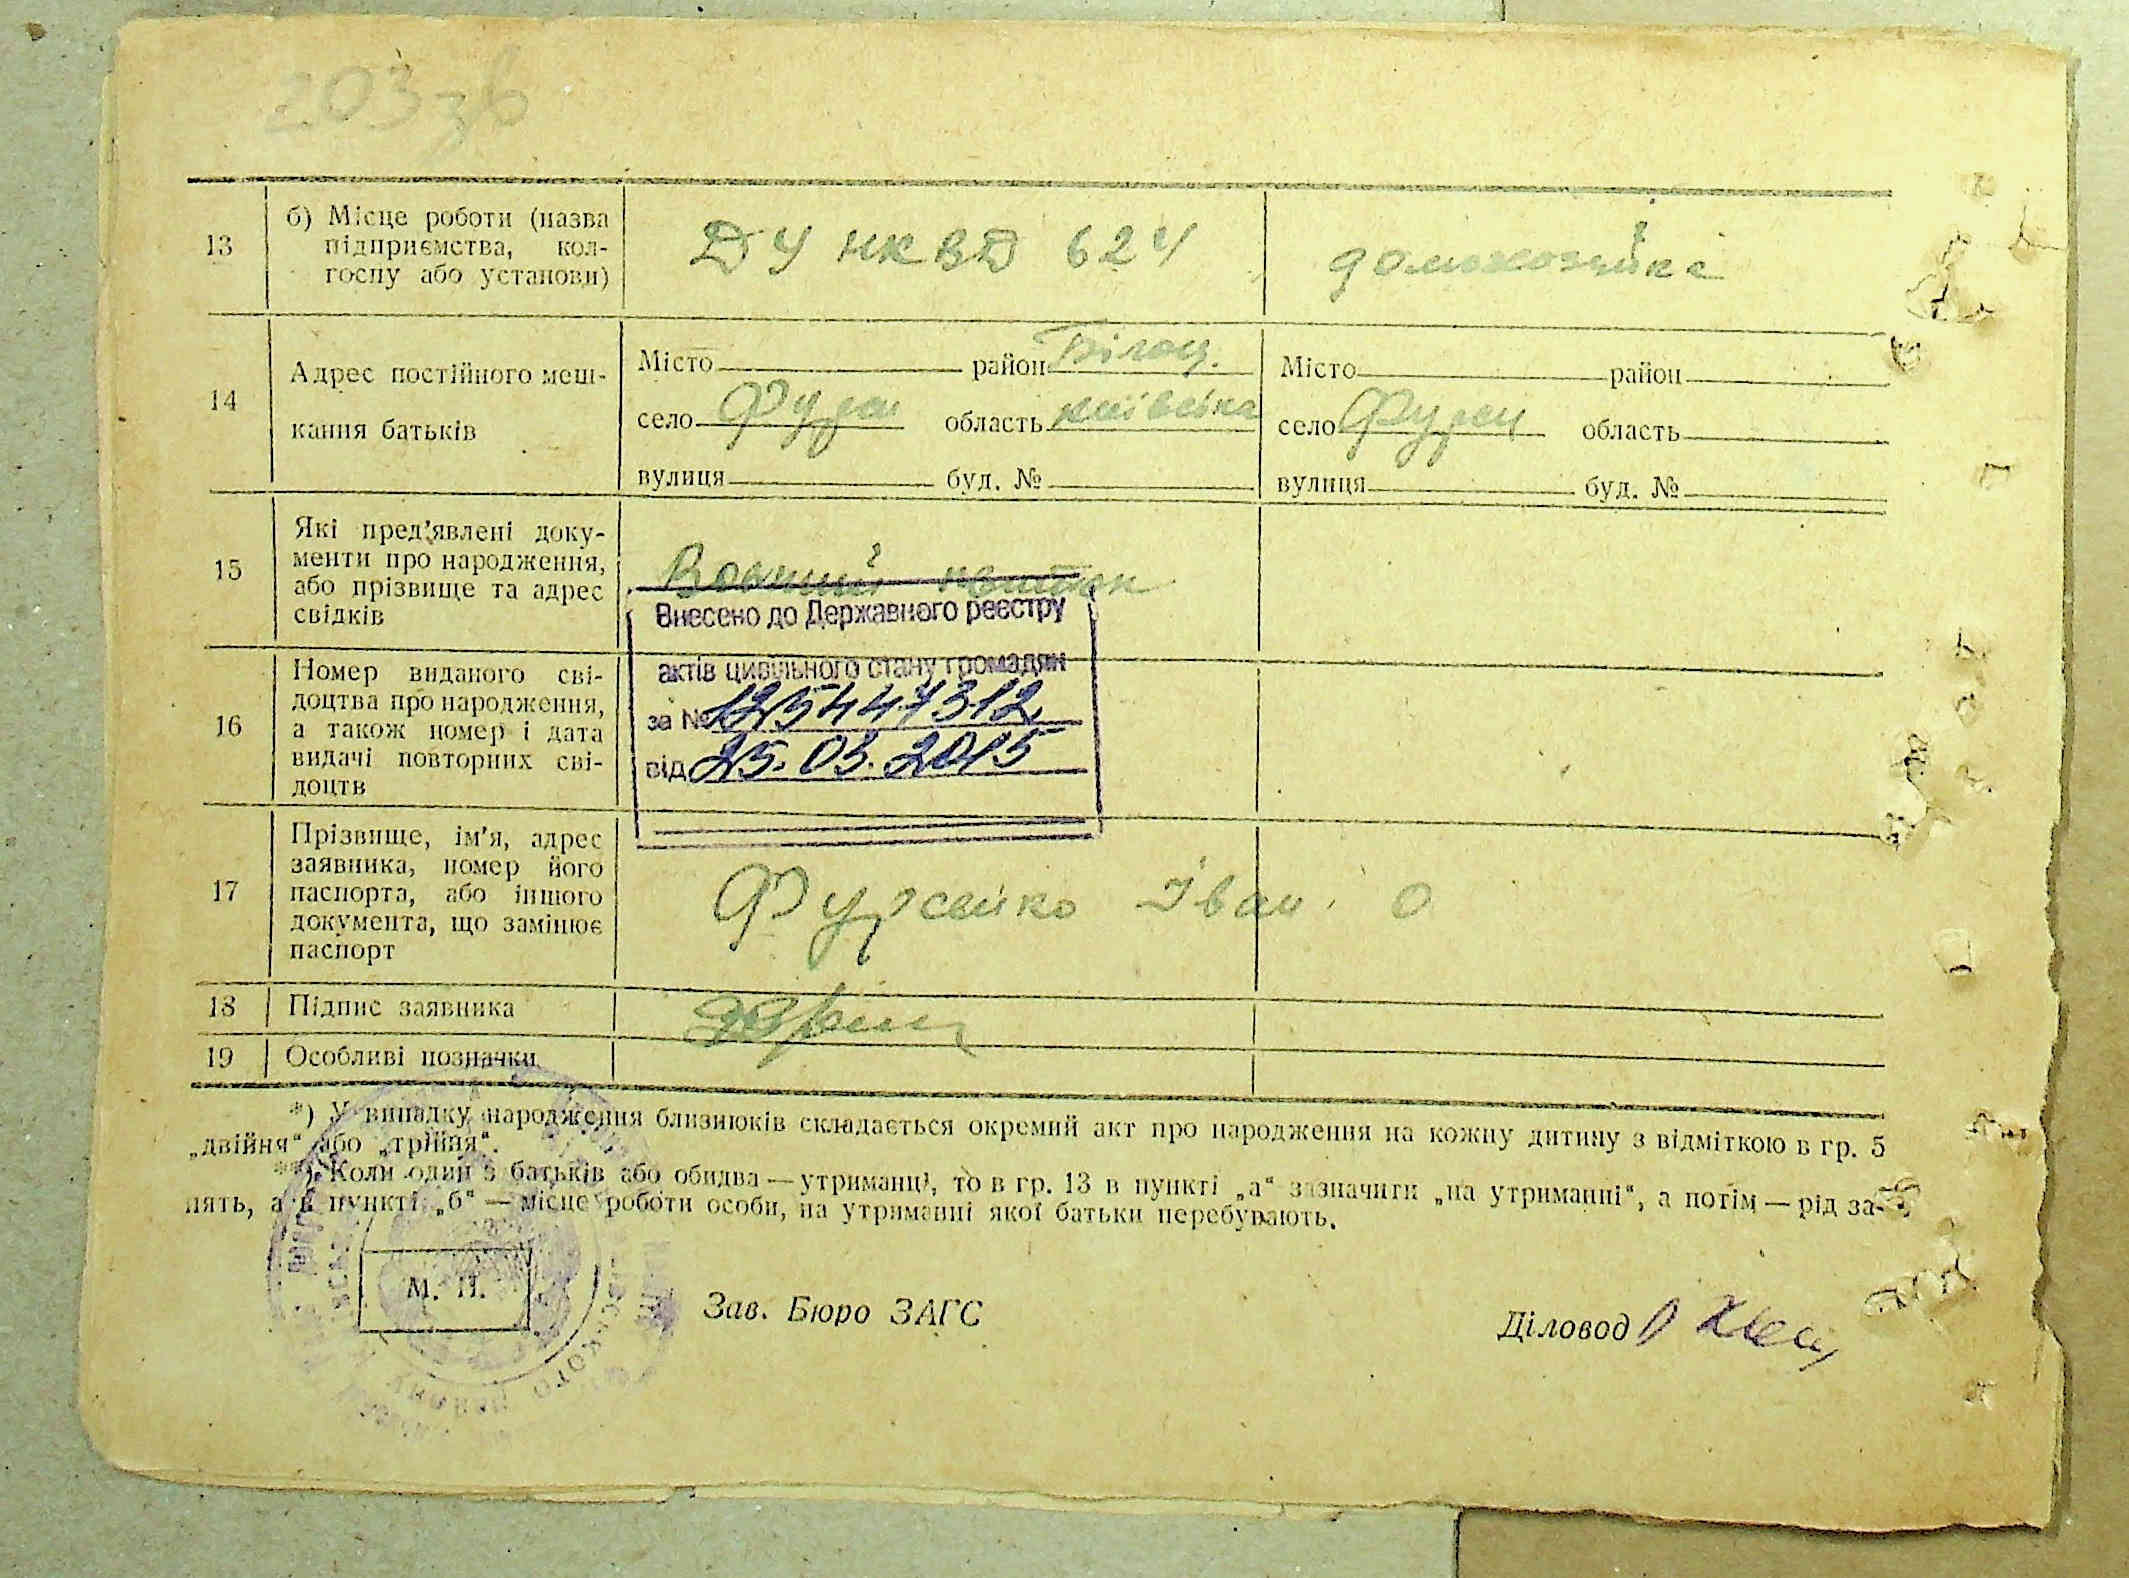 203 зв
13
б) Місце роботи (назва
підприємства, кол-
госпу або установи)
ДУ НКВД 624
домохозяйка
14
Адрес постійного меш-
кання батьків
Місто район Білоц.
село Фурси область київська
вулиця буд. №
Місто район
село Фурси область
вулиця буд. №
15
Які пред'явлені доку-
менти про народження,
або прізвище та адрес
свідків
квиток
Внесено до Державного реєстру
актів цивільного стану громадян
за № 125447312
від 25.03.2015
16
Номер виданого сві-
доцтва про народження,
а також номер і дата
видачі повторних сві-
доцтв
17
Прізвище, ім'я, адрес
заявника, номер його
паспорта, або іншого
документа, що замінює
паспорт
Фурсенко Іван. О
18
Підпис заявника
19
Особливі позначки
*) У випадку народження близнюків складається окремий акт про народження на кожну дитину з відміткою в гр. 5
„двійня“ або „трійня“.
**) Коли один з батьків або обидва — утриманці, то в гр. 13 в пункті „а“ зазначити „на утриманні“, а потім — рід за-
нять, а в пункті „б“ — місце роботи особи, на утриманні якої батьки перебувають.
М. П.
Зав. Бюро ЗАГС
Діловод